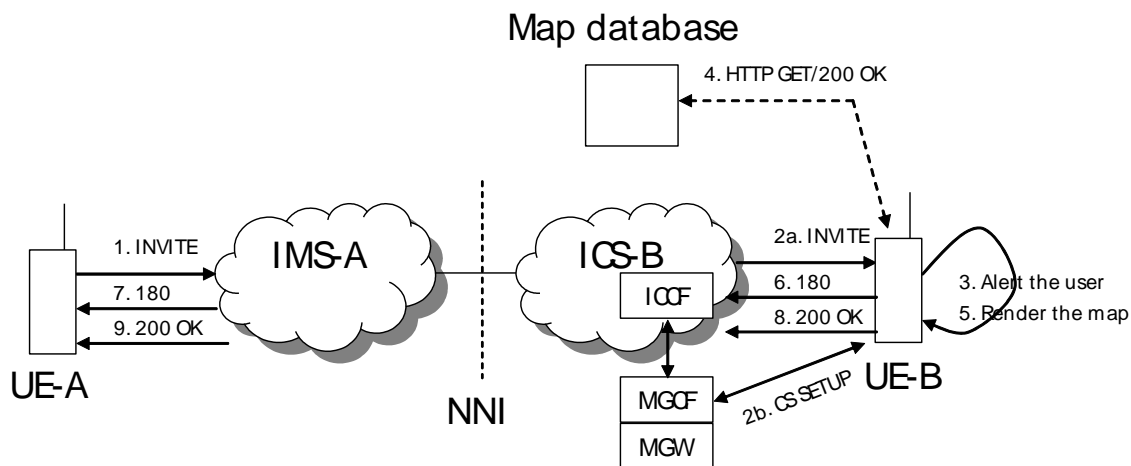 Map database
4. HTTP GET/200 OK
1. INVITE
IMS-A
ICS-B
2a. INVITE
7. 180
ICCF
6. 180
3. Alert the user
9. 200 OK
8. 200 OK
5. Render the map
UE-A
NNI
MGCF
2b. CS SETUP
UE-B
MGW